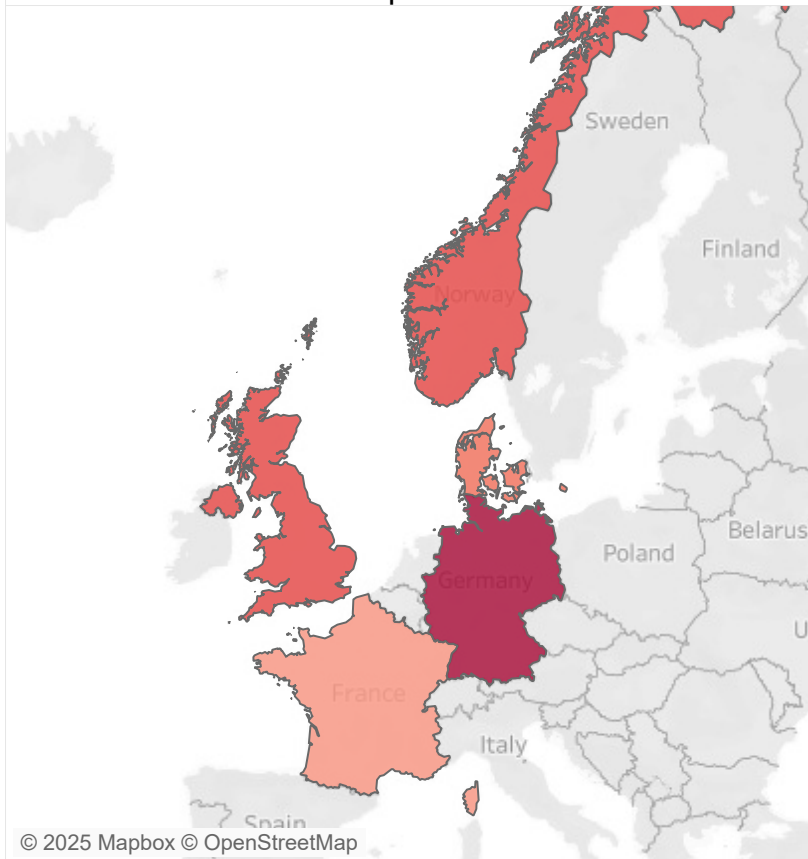 Sweden
Finland
Norway
Belarus
Poland
Germany
U
France
Italy
Spain
© 2025 Mapbox © OpenStreetMap